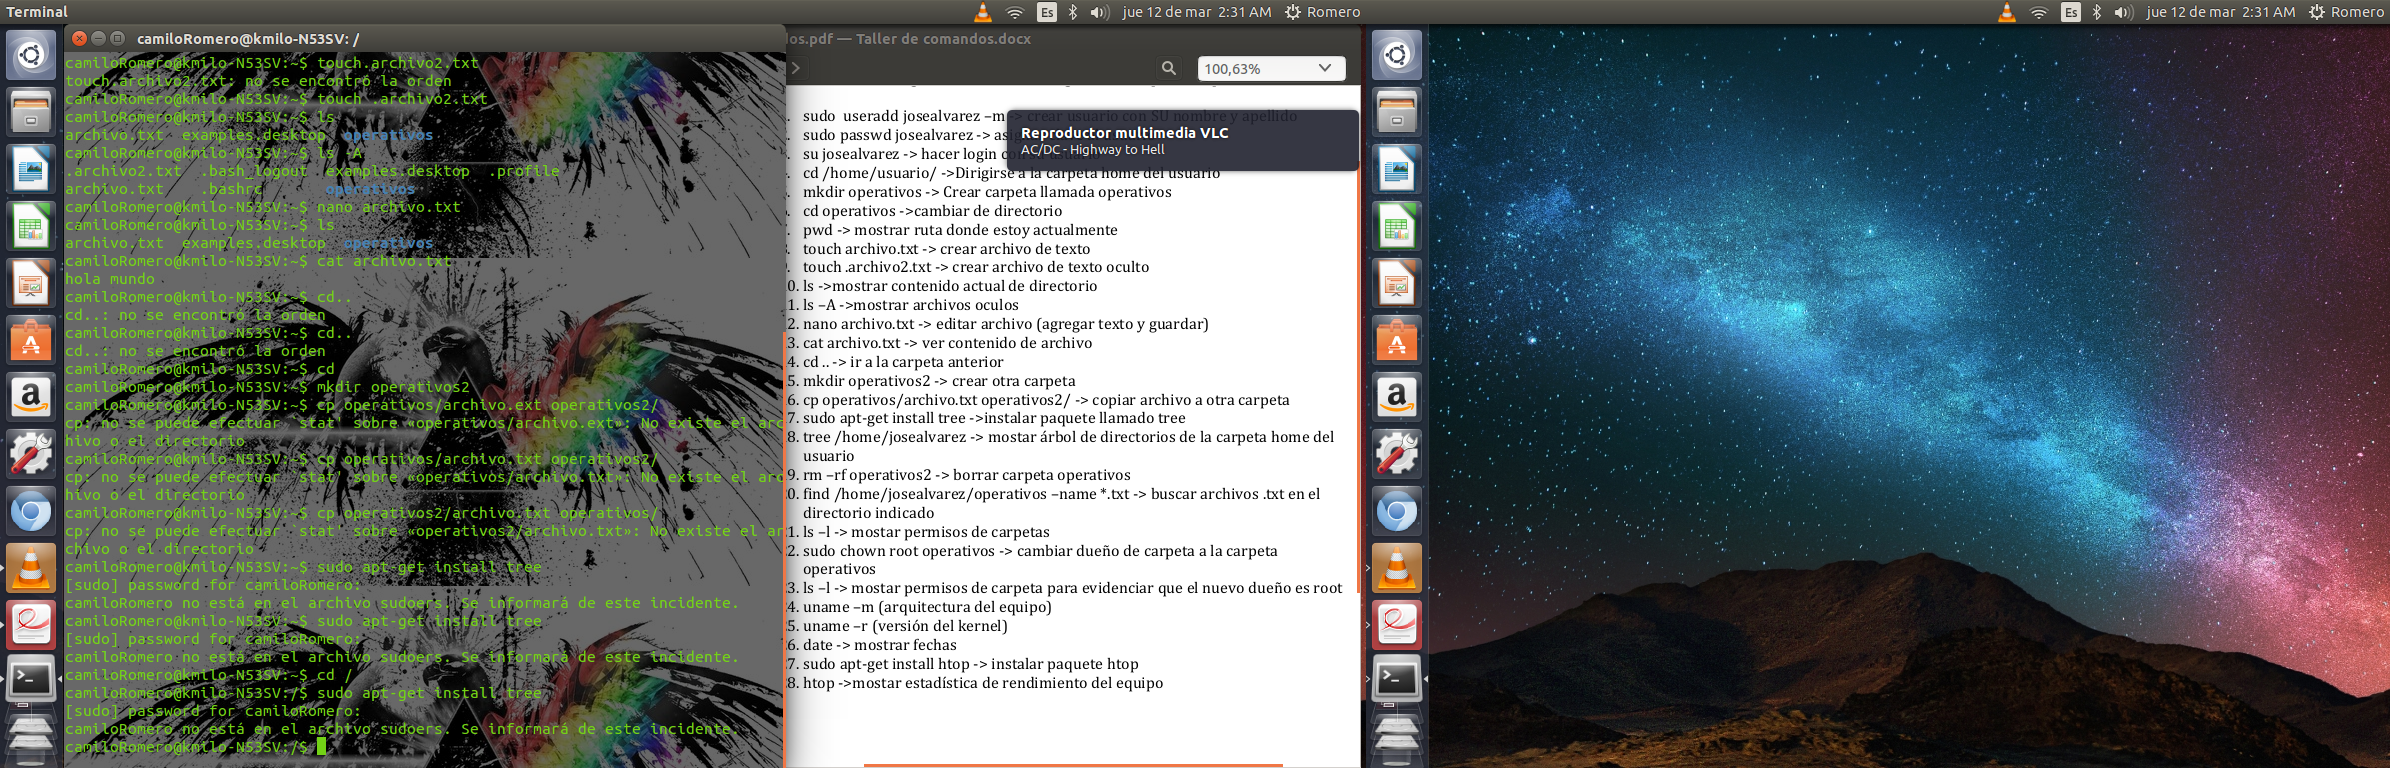 Terminal
Es
jue 12 de mar 2:31 AM
Romero
Es
jue 12 de mar 2:31 AM
Romero
camiloRomero@kmilo-N53SV: /
camiloRomero@kmilo-N53SV:~$ touch.archivo2.txt
touch.archivo2.txt: no se encontró la orden
camiloRomero@kmilo-N53SV:~$ touch .archivo2.txt
camiloRomero@kmilo-N53SV:~$ ls
archivo.txt examples.desktop operativos
camiloRomero@kmilo-N53SV:~$ ls -A
.archivo2.txt .bash_logout examples.desktop .profile
archivo.txt .bashrc operativos
camiloRomero@kmilo-N53SV:~$ nano archivo.txt
camiloRomero@kmilo-N53SV:~$ ls
archivo.txt examples.desktop operativos
camiloRomero@kmilo-N53SV:~$ cat archivo.txt
hola mundo
camiloRomero@kmilo-N53SV:~$ cd..
cd..: no se encontró la orden
camiloRomero@kmilo-N53SV:~$ cd..
cd..: no se encontró la orden
camiloRomero@kmilo-N53SV:~$ cd
camiloRomero@kmilo-N53SV:~$ mkdir operativos2
camiloRomero@kmilo-N53SV:~$ cp operativos/archivo.ext operativos2/
cp: no se puede efectuar `stat' sobre «operativos/archivo.ext»: No existe el arc
hivo o el directorio
camiloRomero@kmilo-N53SV:~$ cp operativos/archivo.txt operativos2/
cp: no se puede efectuar `stat' sobre «operativos/archivo.txt»: No existe el arc
hivo o el directorio
camiloRomero@kmilo-N53SV:~$ cp operativos2/archivo.txt operativos/
cp: no se puede efectuar `stat' sobre «operativos2/archivo.txt»: No existe el ar
chivo o el directorio
camiloRomero@kmilo-N53SV:~$ sudo apt-get install tree
[sudo] password for camiloRomero:
camiloRomero no está en el archivo sudoers. Se informará de este incidente.
camiloRomero@kmilo-N53SV:~$ sudo apt-get install tree
[sudo] password for camiloRomero:
camiloRomero no está en el archivo sudoers. Se informará de este incidente.
camiloRomero@kmilo-N53SV:~$ cd /
camiloRomero@kmilo-N53SV:/$ sudo apt-get install tree
[sudo] password for camiloRomero:
camiloRomero no está en el archivo sudoers. Se informará de este incidente.
camiloRomero@kmilo-N53SV:/$
dos.pdf — Taller de comandos.docx
100,63%
Reproductor multimedia VLC
AC/DC - Highway to Hell
. sudo useradd josealvarez –m -> crear usuario con SU nombre y apellido
. sudo passwd josealvarez -> asi
. su josealvarez -> hacer login con su usuario
. cd /home/usuario/ ->Dirigirse a la carpeta home del usuario
mkdir operativos -> Crear carpeta llamada operativos
. cd operativos ->cambiar de directorio
. pwd -> mostrar ruta donde estoy actualmente
touch archivo.txt -> crear archivo de texto
. touch .archivo2.txt -> crear archivo de texto oculto
0. ls ->mostrar contenido actual de directorio
1. ls –A ->mostrar archivos oculos
2. nano archivo.txt -> editar archivo (agregar texto y guardar)
3. cat archivo.txt -> ver contenido de archivo
4. cd .. -> ir a la carpeta anterior
5. mkdir operativos2 -> crear otra carpeta
6. cp operativos/archivo.txt operativos2/ -> copiar archivo a otra carpeta
7. sudo apt-get install tree ->instalar paquete llamado tree
8. tree /home/josealvarez -> mostar árbol de directorios de la carpeta home del
usuario
9. rm –rf operativos2 -> borrar carpeta operativos
0. find /home/josealvarez/operativos –name *.txt -> buscar archivos .txt en el
directorio indicado
1. ls –l -> mostar permisos de carpetas
2. sudo chown root operativos -> cambiar dueño de carpeta a la carpeta
operativos
23. ls –l -> mostar permisos de carpeta para evidenciar que el nuevo dueño es root
24. uname –m (arquitectura del equipo)
25. uname –r (versión del kernel)
26. date -> mostrar fechas
27. sudo apt-get install htop -> instalar paquete htop
28. htop ->mostar estadística de rendimiento del equipo